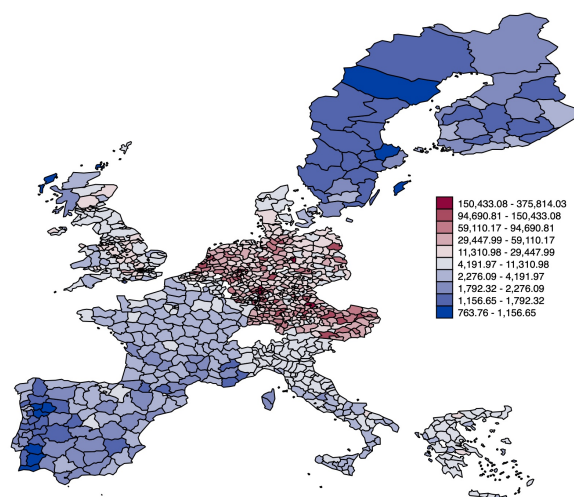 150,433.08 - 375,814.03
94,690.81 - 150,433.08
59,110.17 - 94,690.81
29,447.99 - 59,110.17
11,310.98 - 29,447.99
4,191.97 - 11,310.98
2,276.09 - 4,191.97
1,792.32 - 2,276.09
1,156.65 - 1,792.32
763.76 - 1,156.65